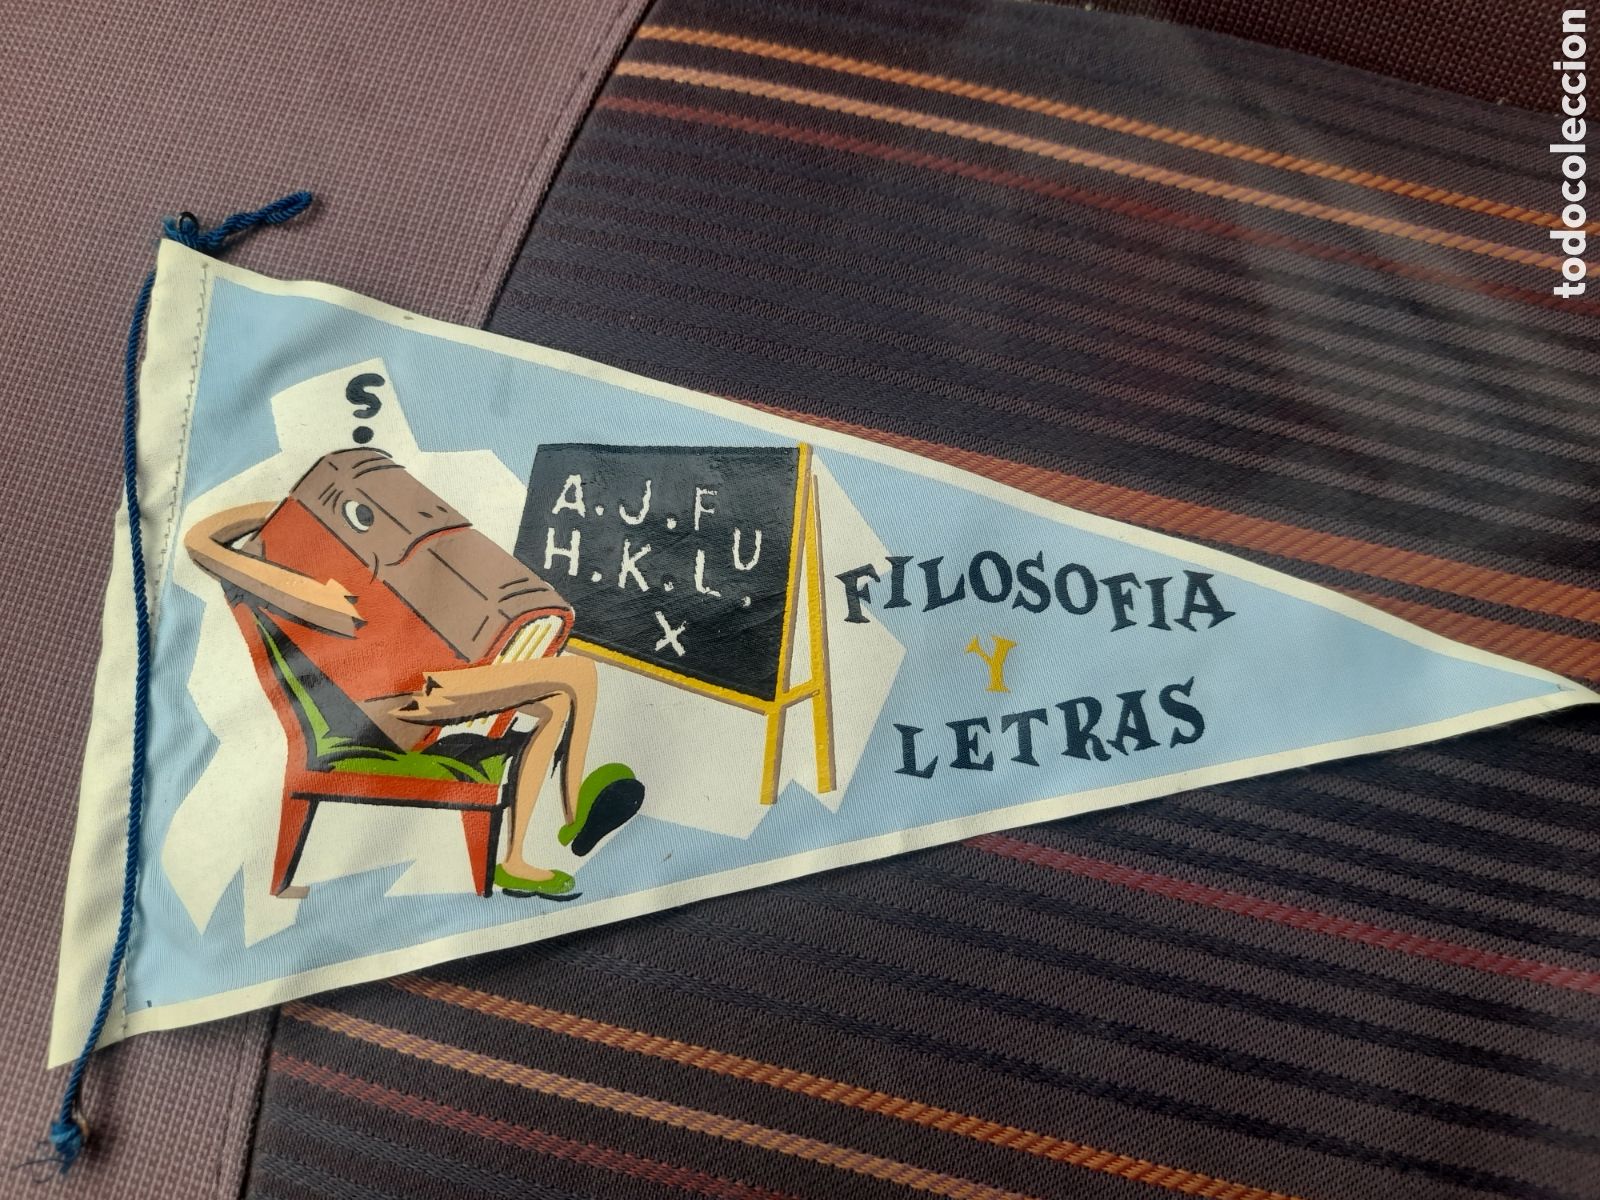 S.
A.J.F
H.K.L,U
X
FILOSOFIA
Y
LETRAS
todocoleccion